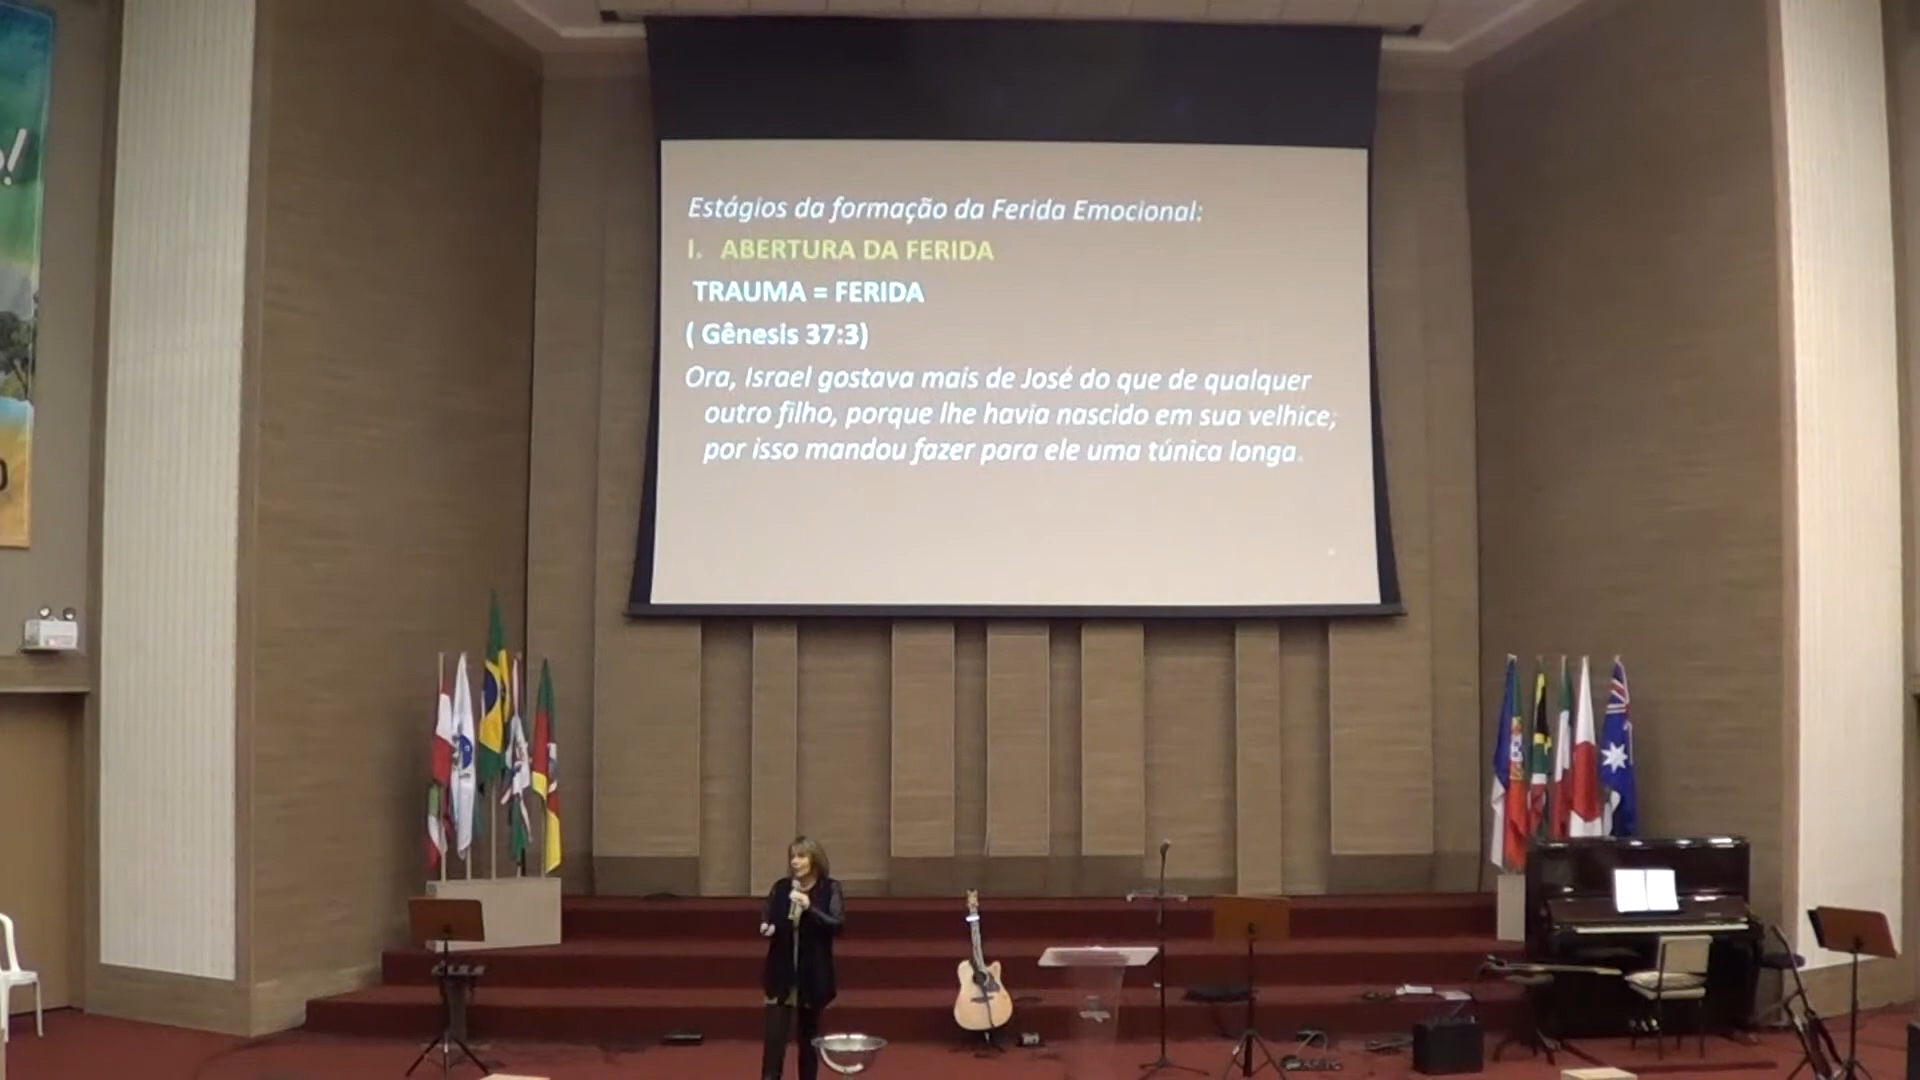 Estágios da formação da Ferida Emocional:
I. ABERTURA DA FERIDA
TRAUMA = FERIDA
( Gênesis 37:3)
Ora, Israel gostava mais de José do que de qualquer
outro filho, porque lhe havia nascido em sua velhice;
por isso mandou fazer para ele uma túnica longa.